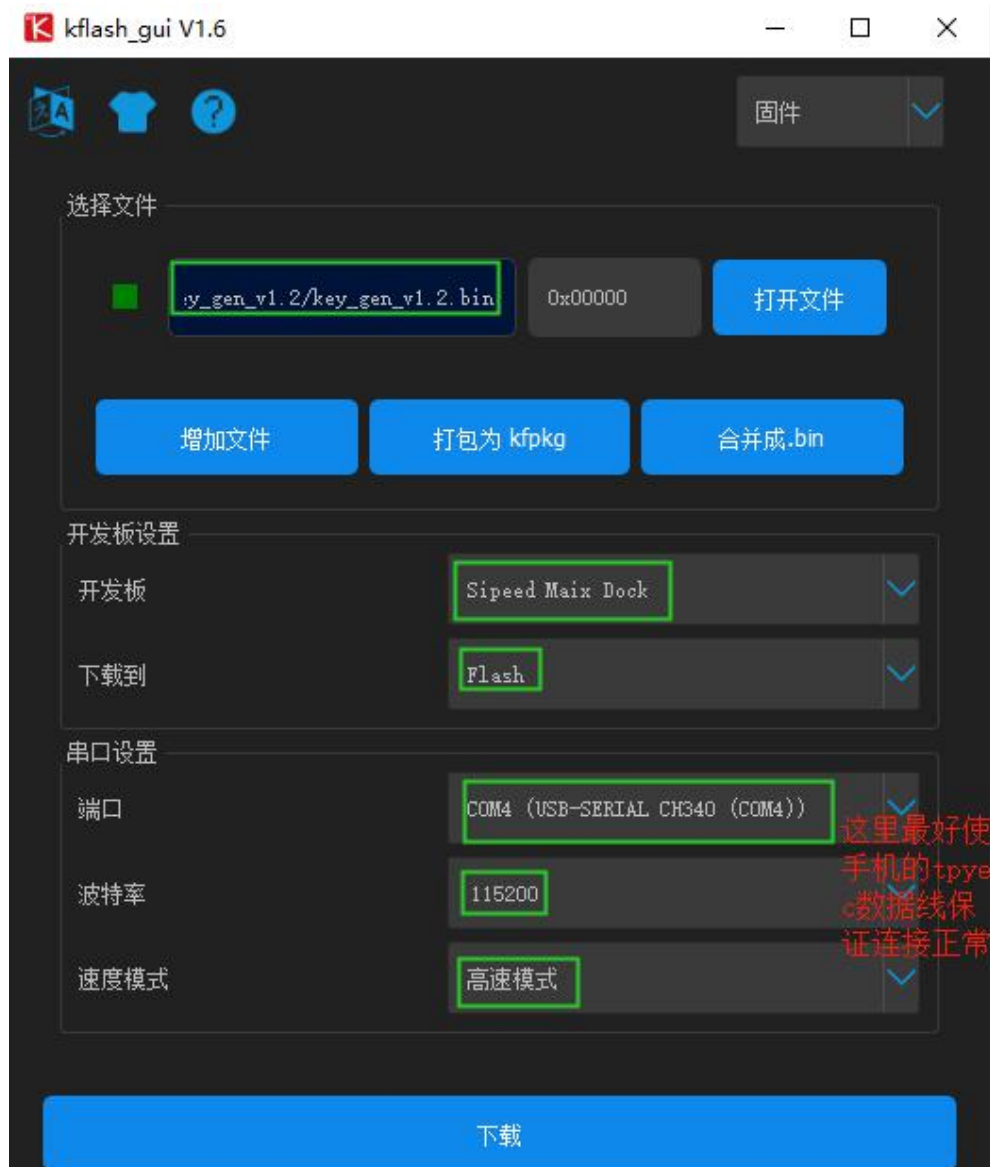 kflash_gui V1.6
固件
选择文件
y_gen_v1.2/key_gen_v1.2.bin
0x00000
打开文件
增加文件
打包为 kfpkg
合并成.bin
开发板设置
开发板
Sipeed Maix Dock
下载到
Flash
串口设置
端口
COM4 (USB-SERIAL CH340 (COM4))
这里最好使
手机的tpye
c数据线保
证连接正常
波特率
115200
速度模式
高速模式
下载